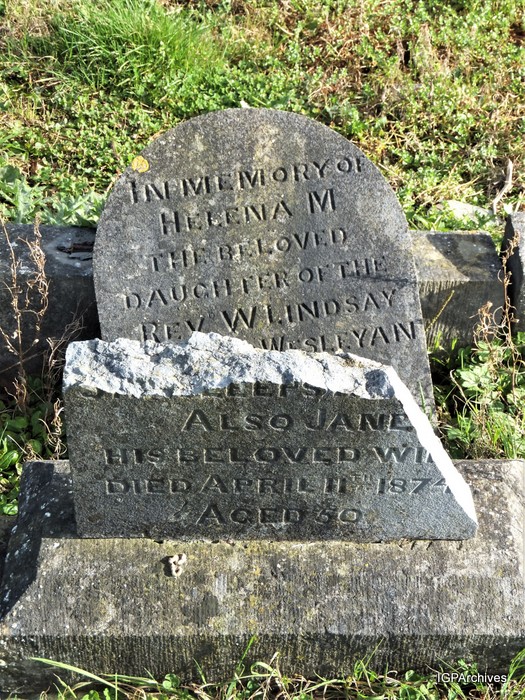 IN MEMORY OF
HELENA M
THE BELOVED
DAUGHTER OF THE
REV. W LINDSAY
WESLEYAN
SLEEPS
ALSO JANE
HIS BELOVED WI
DIED APRIL 11TH 1874
AGED 50
IGPArchives